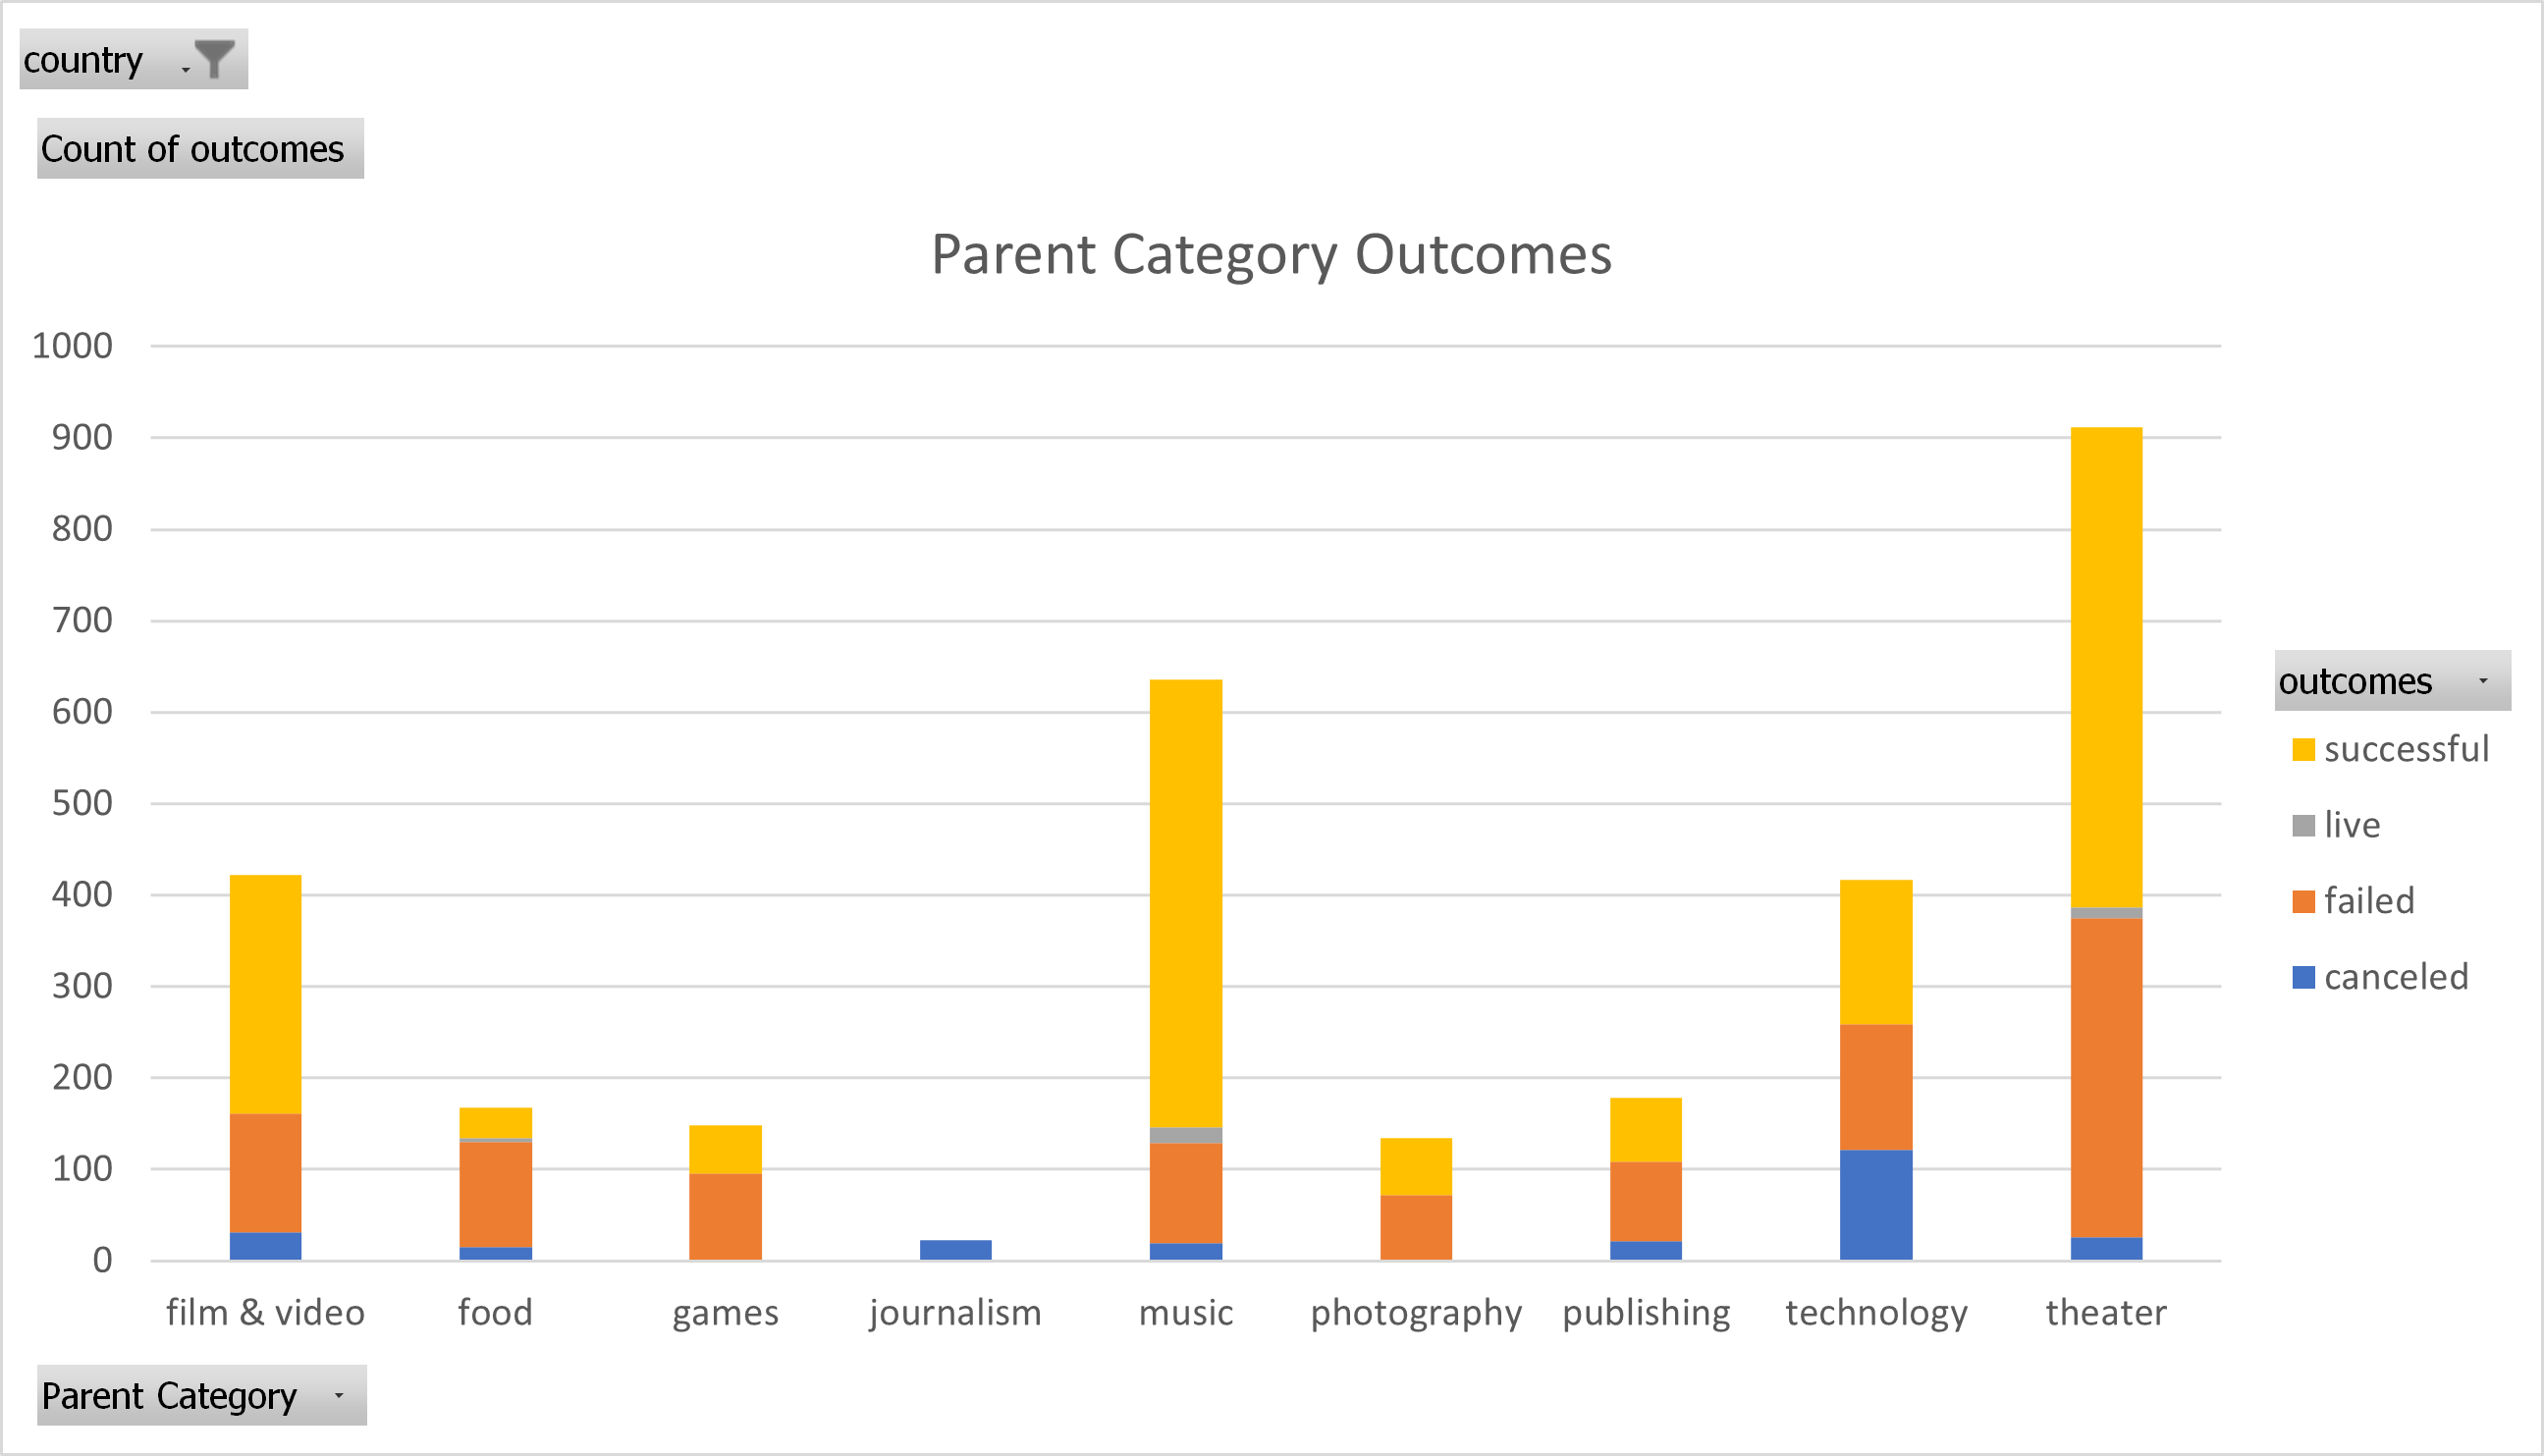 country
Count of outcomes
Parent Category Outcomes
1000
900
800
700
600
500
400
300
200
100
0
film & video food games journalism music photography publishing technology theater
outcomes
successful
live
failed
canceled
Parent Category